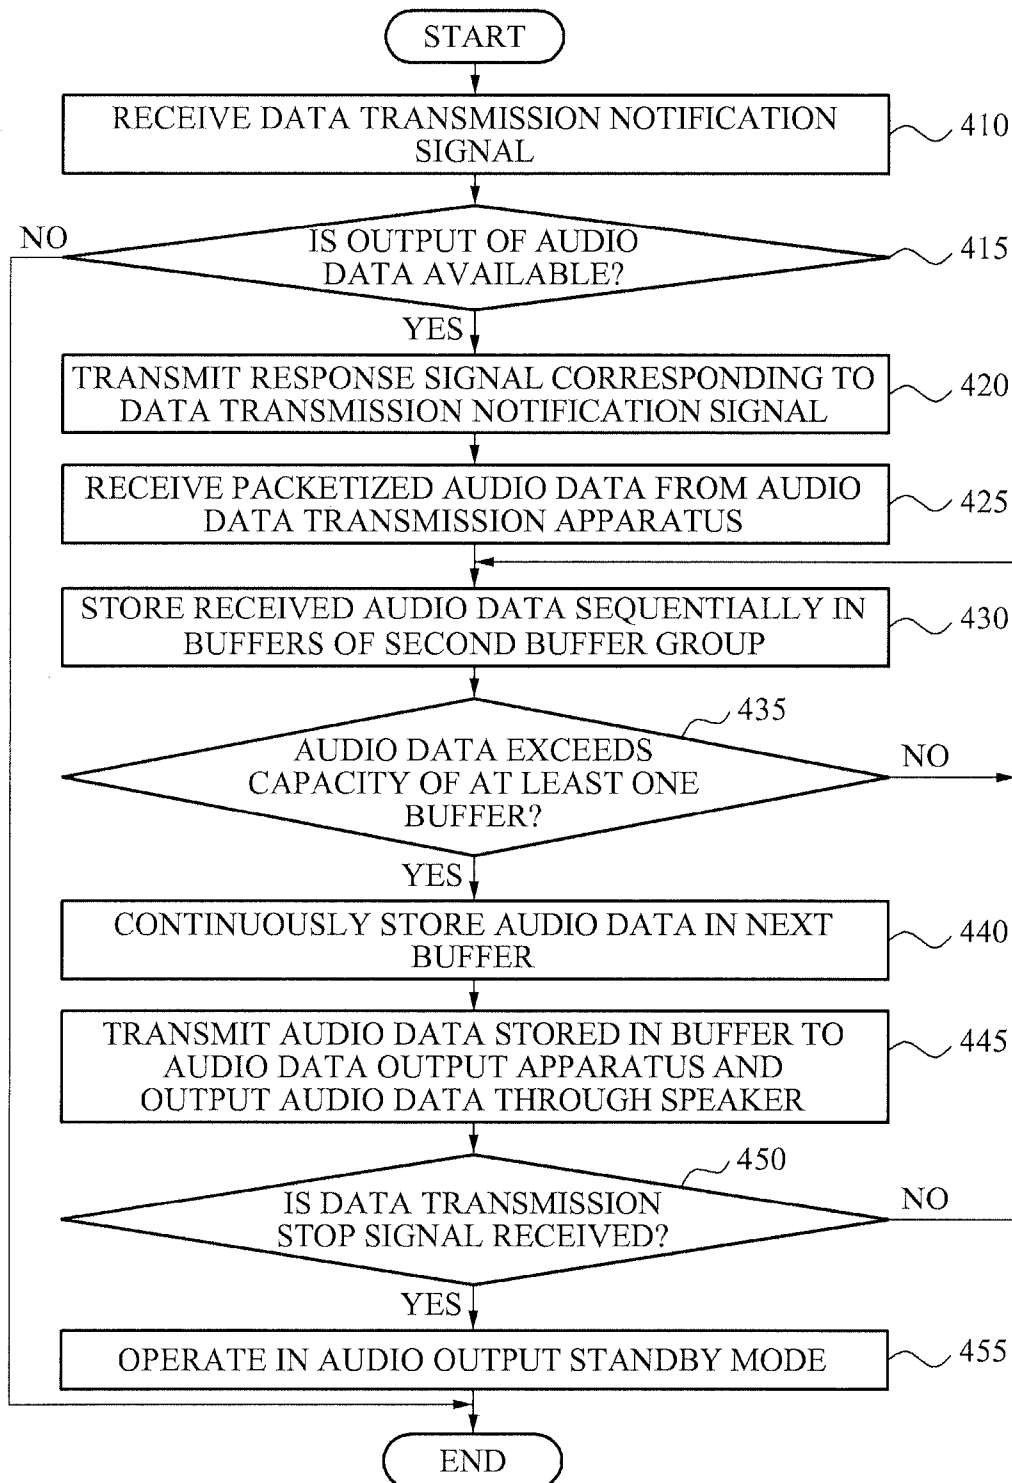 START
RECEIVE DATA TRANSMISSION NOTIFICATION
SIGNAL
410
NO
IS OUTPUT OF AUDIO
DATA AVAILABLE?
415
YES
TRANSMIT RESPONSE SIGNAL CORRESPONDING TO
DATA TRANSMISSION NOTIFICATION SIGNAL
420
RECEIVE PACKETIZED AUDIO DATA FROM AUDIO
DATA TRANSMISSION APPARATUS
425
STORE RECEIVED AUDIO DATA SEQUENTIALLY IN
BUFFERS OF SECOND BUFFER GROUP
430
435
AUDIO DATA EXCEEDS
CAPACITY OF AT LEAST ONE
BUFFER?
NO
YES
CONTINUOUSLY STORE AUDIO DATA IN NEXT
BUFFER
440
TRANSMIT AUDIO DATA STORED IN BUFFER TO
AUDIO DATA OUTPUT APPARATUS AND
OUTPUT AUDIO DATA THROUGH SPEAKER
445
450
IS DATA TRANSMISSION
STOP SIGNAL RECEIVED?
NO
YES
OPERATE IN AUDIO OUTPUT STANDBY MODE
455
END